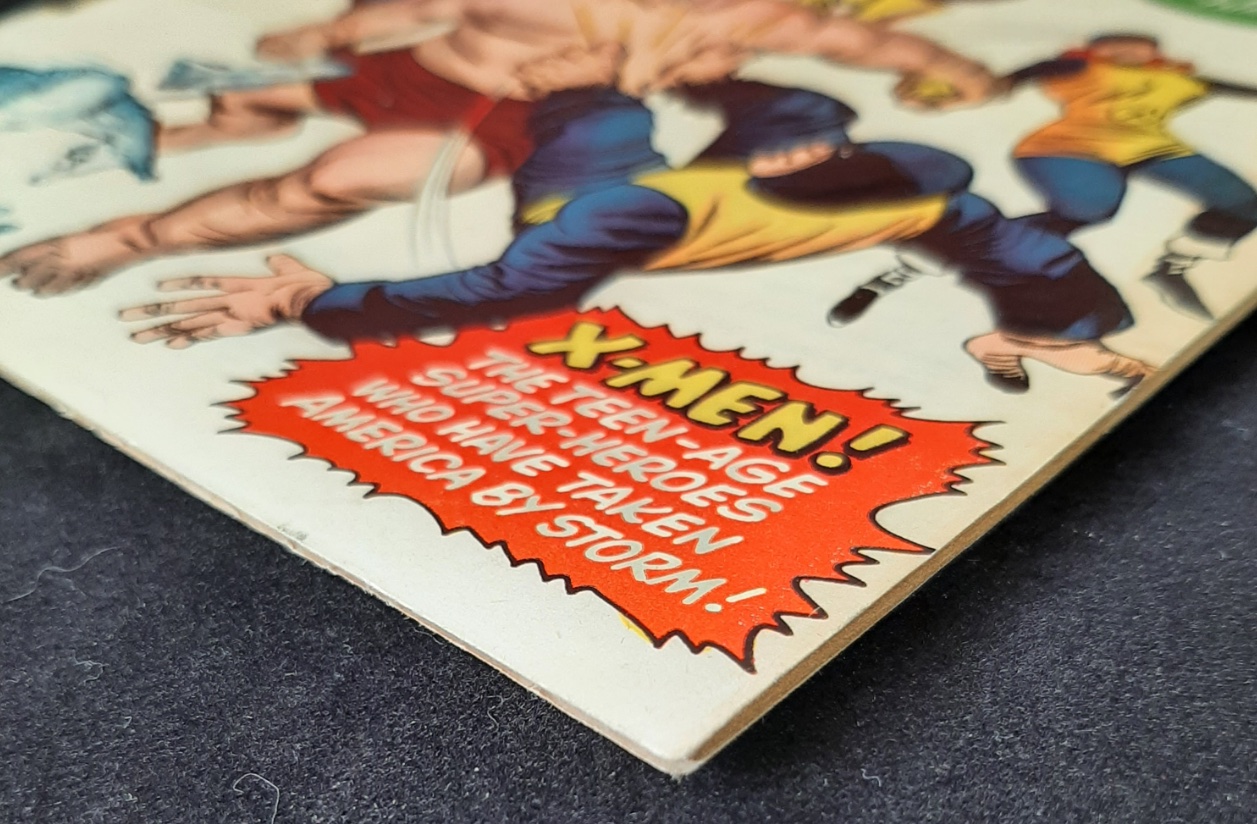 X-MEN!
THE TEEN-AGE
SUPER-HEROES
WHO HAVE TAKEN
AMERICA BY STORM!